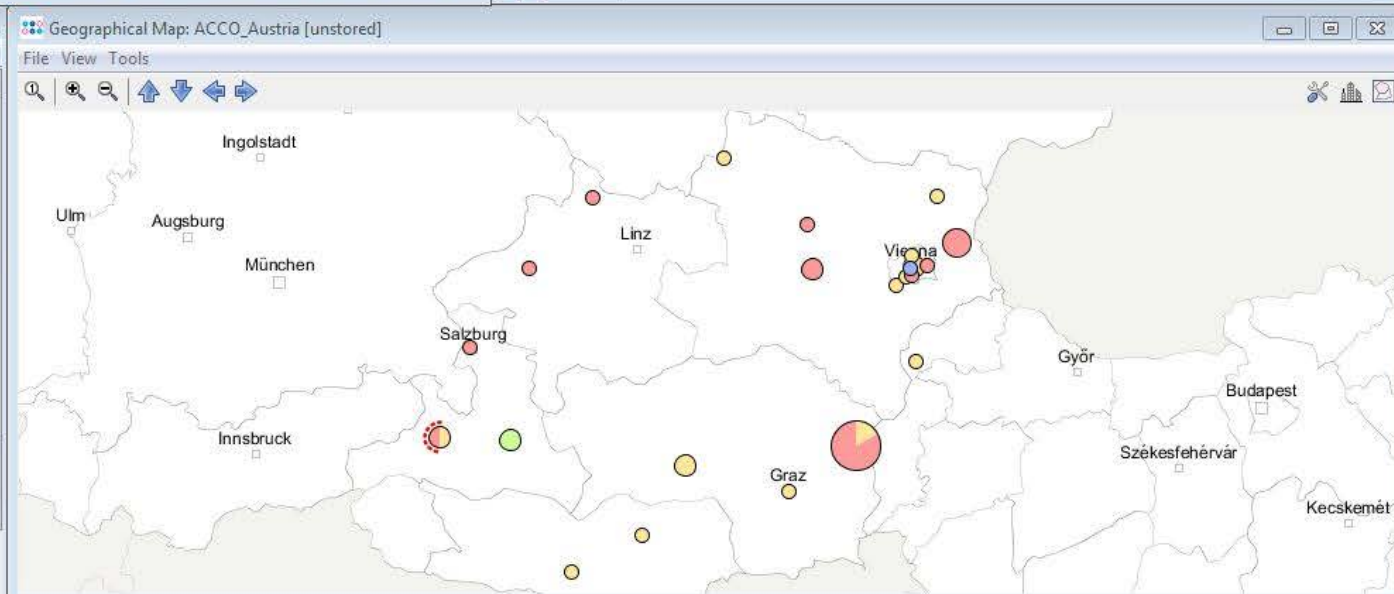 Geographical Map: ACCO_Austria [unstored]
File View Tools
Ingolstadt
Ulm
Augsburg
Linz
München
Vienna
Salzburg
Győr
Budapest
Innsbruck
Székesfehérvár
Graz
Kecskemét